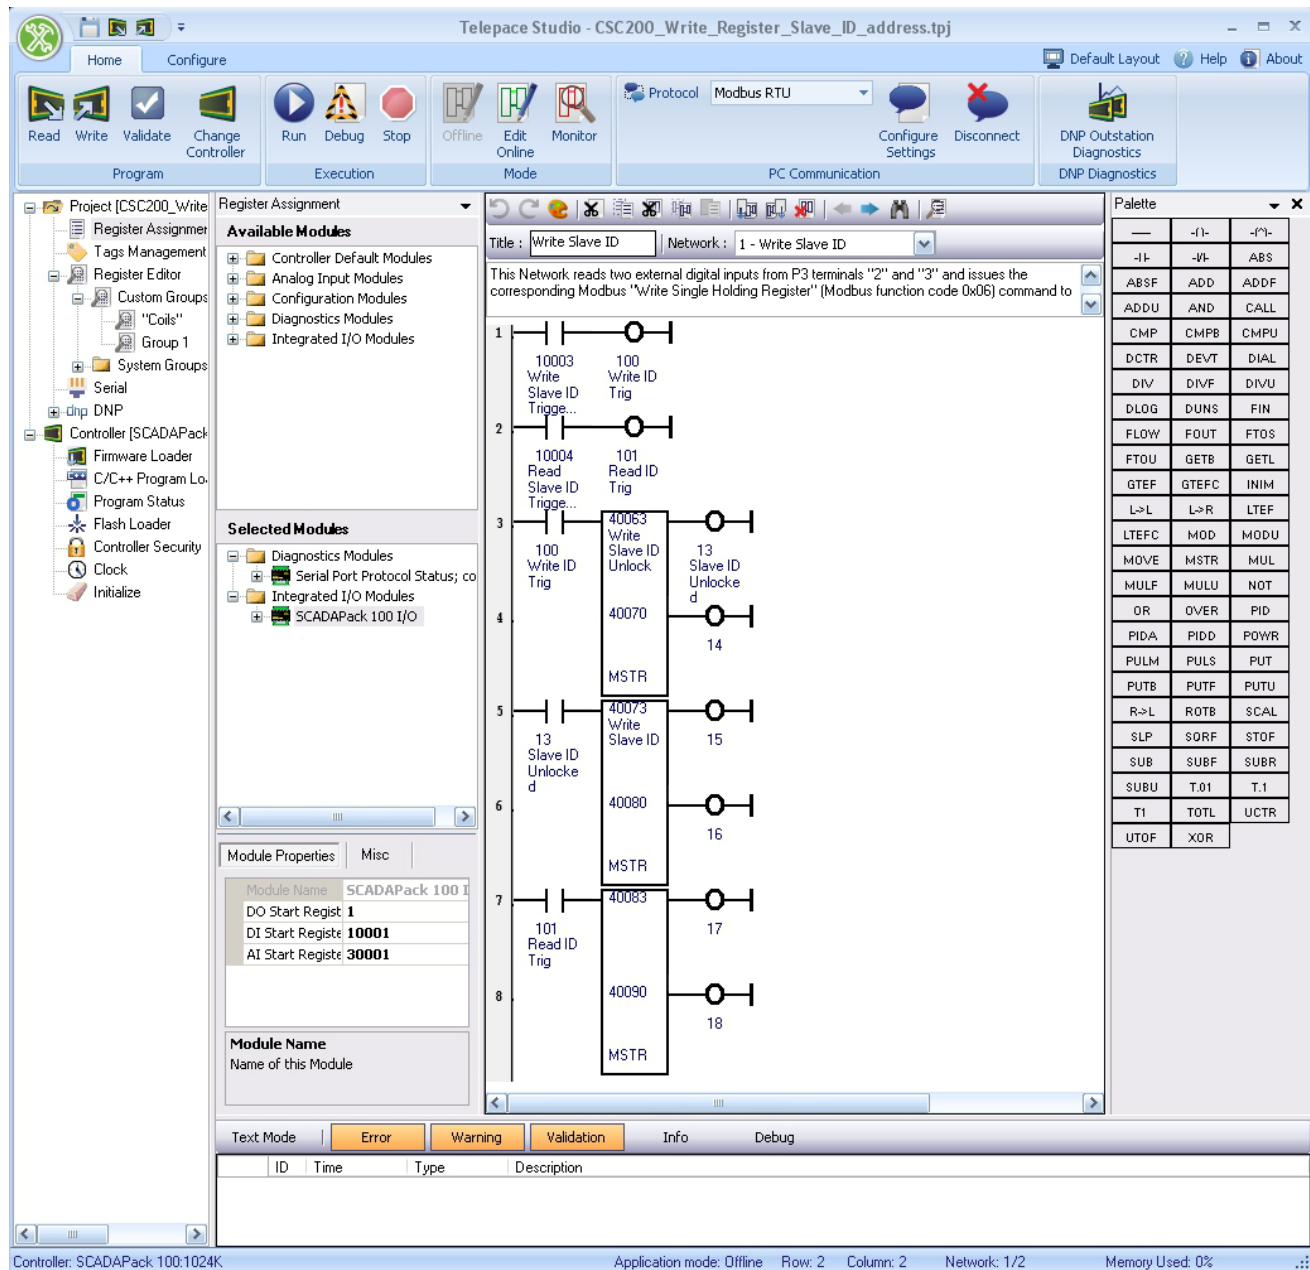 Telepace Studio - CSC200_Write_Register_Slave_ID_address.tpj
Home Configure Default Layout Help About
Read Write Validate Change Controller
Program
Run Debug Stop
Execution
Offline Edit Online Monitor
Mode
Protocol Modbus RTU Configure Settings Disconnect
PC Communication
DNP Outstation Diagnostics
DNP Diagnostics
Project [CSC200_Write
Register Assignmer
Tags Management
Register Editor
Custom Groups
"Coils"
Group 1
System Groups
Serial
dnp DNP
Controller [SCADAPack
Firmware Loader
C/C++ Program Lo
Program Status
Flash Loader
Controller Security
Clock
Initialize
Register Assignment
Available Modules
Controller Default Modules
Analog Input Modules
Configuration Modules
Diagnostics Modules
Integrated I/O Modules
Selected Modules
Diagnostics Modules
Serial Port Protocol Status; co
Integrated I/O Modules
SCADAPack 100 I/O
Module Properties Misc
Module Name SCADAPack 100 I
DO Start Regist 1
DI Start Registe 10001
AI Start Registe 30001
Module Name
Name of this Module
Title : Write Slave ID Network : 1 - Write Slave ID
This Network reads two external digital inputs from P3 terminals "2" and "3" and issues the
corresponding Modbus "Write Single Holding Register" (Modbus function code 0x06) command to
1
10003 100
Write Write ID
Slave ID Trig
Trigge...
2
10004 101
Read Read ID
Slave ID Trig
Trigge...
3 40063
Write
100 Slave ID 13
Write ID Unlock Slave ID
Trig Unlocke
d
4 40070
14
MSTR
5 40073
Write
13 Slave ID 15
Slave ID
Unlocke
d
6 40080
16
MSTR
7 40083
101 17
Read ID
Trig
8 40090
18
MSTR
Palette
— -( )- -(^)-
-| |- -|/|- ABS
ABSF ADD ADDF
ADDU AND CALL
CMP CMPB CMPU
DCTR DEVT DIAL
DIV DIVF DIVU
DLOG DUNS FIN
FLOW FOUT FTOS
FTOU GETB GETL
GTEF GTEFC INIM
L->L L->R LTEF
LTEFC MOD MODU
MOVE MSTR MUL
MULF MULU NOT
OR OVER PID
PIDA PIDD POWR
PULM PULS PUT
PUTB PUTF PUTU
R->L ROTB SCAL
SLP SQRF STOF
SUB SUBF SUBR
SUBU T.01 T.1
T1 TOTL UCTR
UTOF XOR
Text Mode Error Warning Validation Info Debug
ID Time Type Description
Controller: SCADAPack 100:1024K Application mode: Offline Row: 2 Column: 2 Network: 1/2 Memory Used: 0%